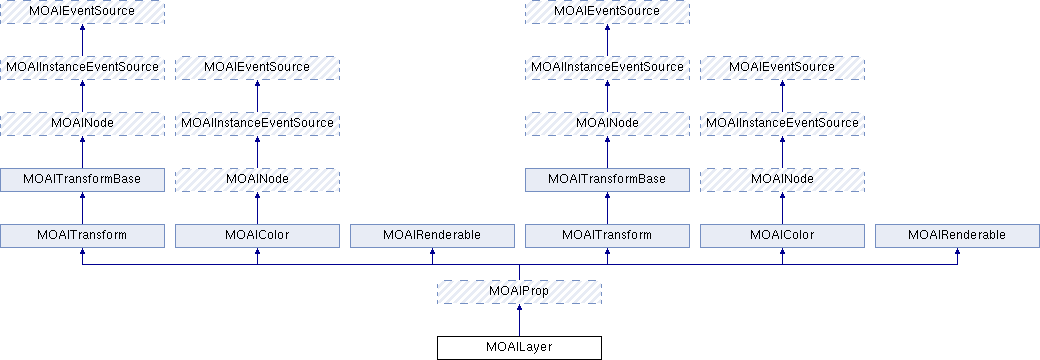 MOAIEventSource MOAIEventSource
MOAIInstanceEventSource MOAIEventSource MOAIInstanceEventSource MOAIEventSource
MOAINode MOAIInstanceEventSource MOAINode MOAIInstanceEventSource
MOAITransformBase MOAINode MOAITransformBase MOAINode
MOAITransform MOAIColor MOAIRenderable MOAITransform MOAIColor MOAIRenderable
MOAIProp
MOAILayer